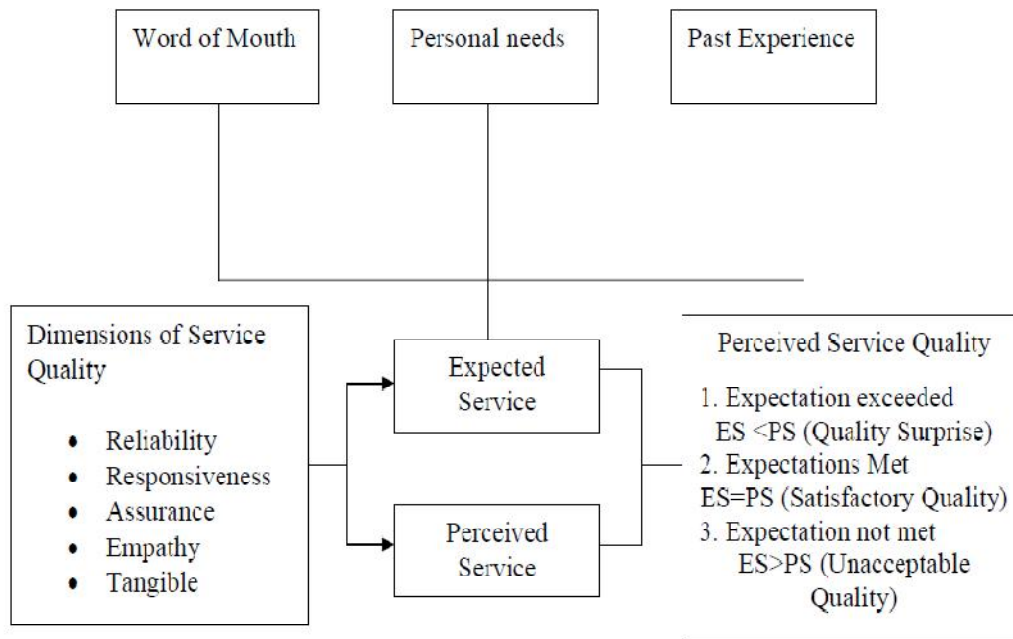 Word of Mouth
Personal needs
Past Experience
Dimensions of Service
Quality
• Reliability
• Responsiveness
• Assurance
• Empathy
• Tangible
Expected
Service
Perceived
Service
Perceived Service Quality
1. Expectation exceeded
ES <PS (Quality Surprise)
2. Expectations Met
ES=PS (Satisfactory Quality)
3. Expectation not met
ES>PS (Unacceptable
Quality)